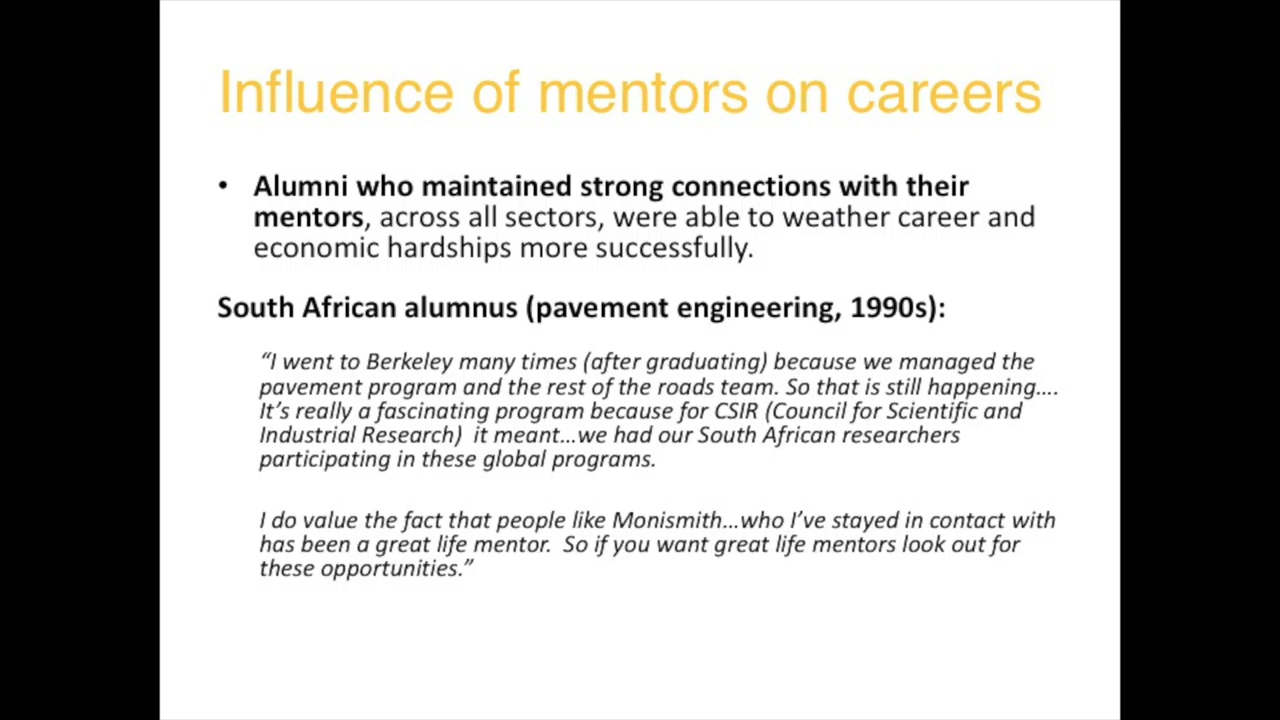 Influence of mentors on careers
• Alumni who maintained strong connections with their
mentors, across all sectors, were able to weather career and
economic hardships more successfully.
South African alumnus (pavement engineering, 1990s):
“I went to Berkeley many times (after graduating) because we managed the
pavement program and the rest of the roads team. So that is still happening....
It’s really a fascinating program because for CSIR (Council for Scientific and
Industrial Research)  it meant…we had our South African researchers
participating in these global programs.
I do value the fact that people like Monismith…who I’ve stayed in contact with
has been a great life mentor.  So if you want great life mentors look out for
these opportunities.”